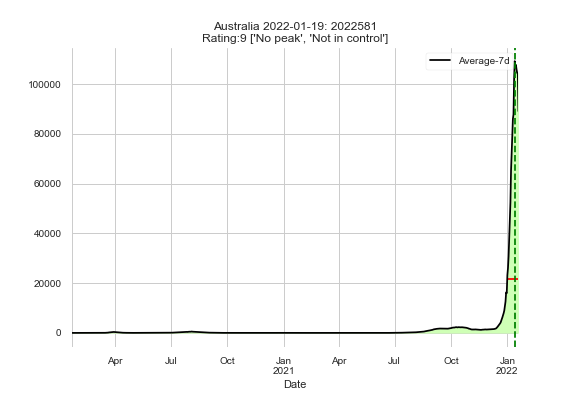 Australia 2022-01-19: 2022581
Rating:9 ['No peak', 'Not in control']
Average-7d
100000
80000
60000
40000
20000
0
Apr Jul Oct Jan Apr Jul Oct Jan
2021 2022
Date